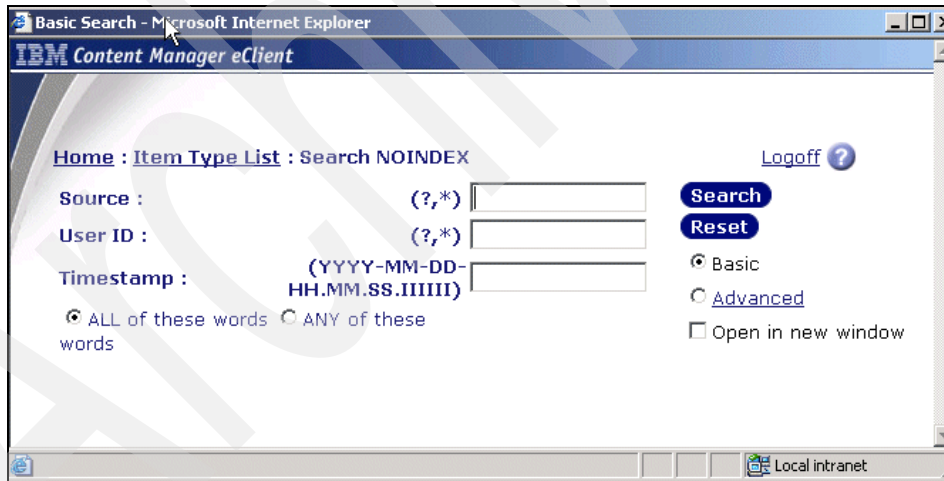 Basic Search - Microsoft Internet Explorer
IBM Content Manager eClient
Home : Item Type List : Search NOINDEX
Logoff ?
Source : (?,*)
Search
User ID : (?,*)
Reset
Timestamp : (YYYY-MM-DD-
HH.MM.SS.IIIIII)
Basic
Advanced
ALL of these words ANY of these
words
Open in new window
Local intranet